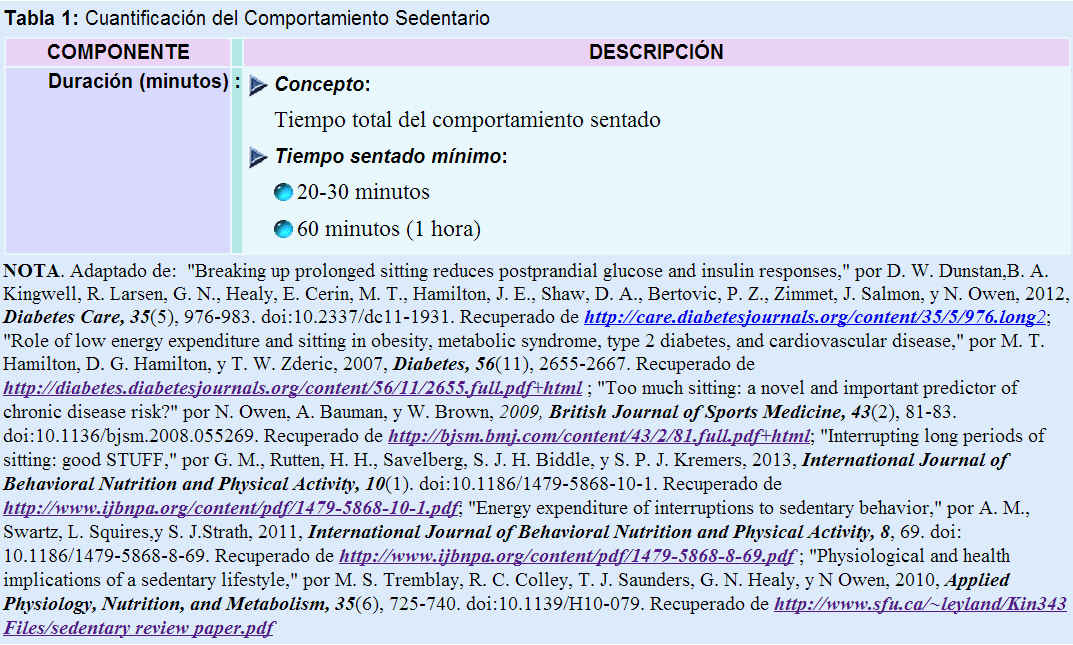 Tabla 1: Cuantificación del Comportamiento Sedentario
COMPONENTE DESCRIPCIÓN
Duración (minutos) : Concepto:
Tiempo total del comportamiento sentado
Tiempo sentado mínimo:
20-30 minutos
60 minutos (1 hora)
NOTA. Adaptado de: "Breaking up prolonged sitting reduces postprandial glucose and insulin responses," por D. W. Dunstan,B. A.
Kingwell, R. Larsen, G. N., Healy, E. Cerin, M. T., Hamilton, J. E., Shaw, D. A., Bertovic, P. Z., Zimmet, J. Salmon, y N. Owen, 2012,
Diabetes Care, 35(5), 976-983. doi:10.2337/dc11-1931. Recuperado de http://care.diabetesjournals.org/content/35/5/976.long2;
"Role of low energy expenditure and sitting in obesity, metabolic syndrome, type 2 diabetes, and cardiovascular disease," por M. T.
Hamilton, D. G. Hamilton, y T. W. Zderic, 2007, Diabetes, 56(11), 2655-2667. Recuperado de
http://diabetes.diabetesjournals.org/content/56/11/2655.full.pdf+html ; "Too much sitting: a novel and important predictor of
chronic disease risk?" por N. Owen, A. Bauman, y W. Brown, 2009, British Journal of Sports Medicine, 43(2), 81-83.
doi:10.1136/bjsm.2008.055269. Recuperado de http://bjsm.bmj.com/content/43/2/81.full.pdf+html; "Interrupting long periods of
sitting: good STUFF," por G. M., Rutten, H. H., Savelberg, S. J. H. Biddle, y S. P. J. Kremers, 2013, International Journal of
Behavioral Nutrition and Physical Activity, 10(1). doi:10.1186/1479-5868-10-1. Recuperado de
http://www.ijbnpa.org/content/pdf/1479-5868-10-1.pdf; "Energy expenditure of interruptions to sedentary behavior," por A. M.,
Swartz, L. Squires,y S. J.Strath, 2011, International Journal of Behavioral Nutrition and Physical Activity, 8, 69. doi:
10.1186/1479-5868-8-69. Recuperado de http://www.ijbnpa.org/content/pdf/1479-5868-8-69.pdf ; "Physiological and health
implications of a sedentary lifestyle," por M. S. Tremblay, R. C. Colley, T. J. Saunders, G. N. Healy, y N Owen, 2010, Applied
Physiology, Nutrition, and Metabolism, 35(6), 725-740. doi:10.1139/H10-079. Recuperado de http://www.sfu.ca/~leyland/Kin343
Files/sedentary review paper.pdf